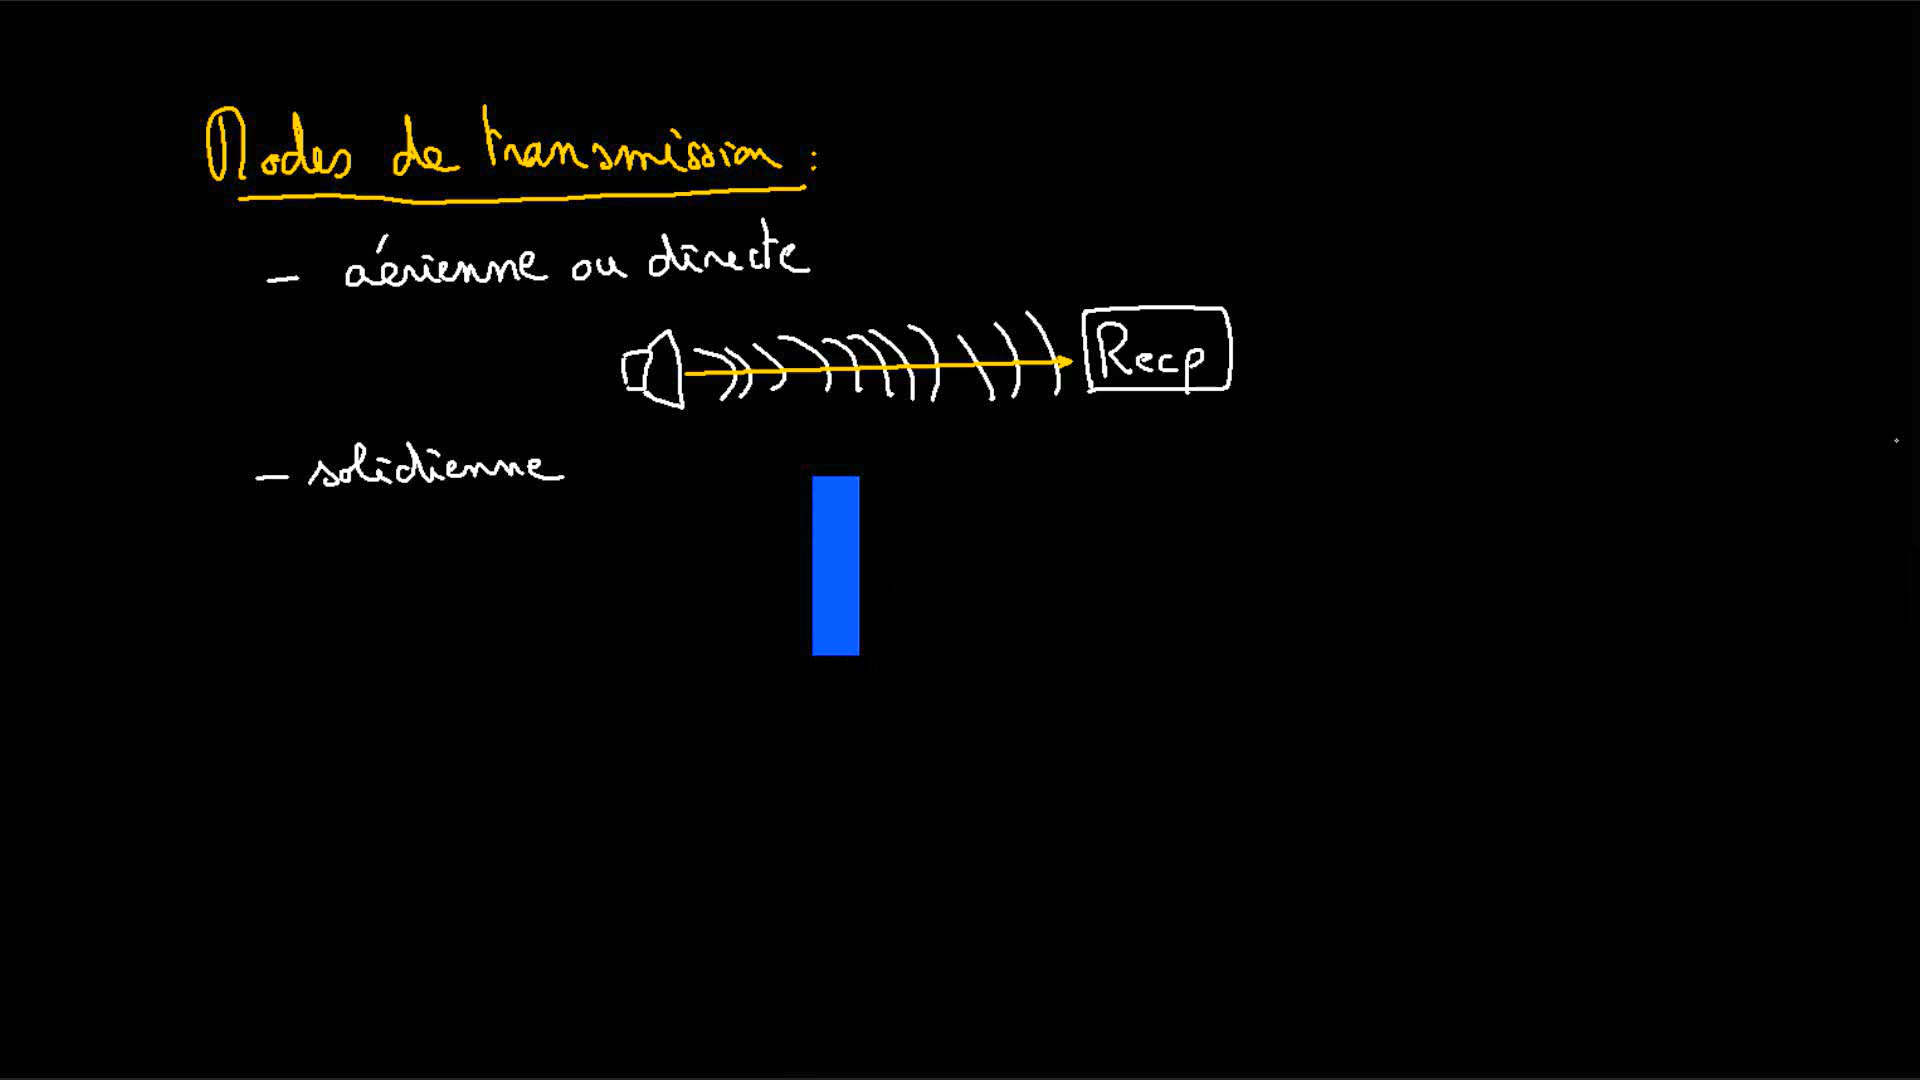 Modes de transmission :
- aérienne ou directe
Recp
- solidienne